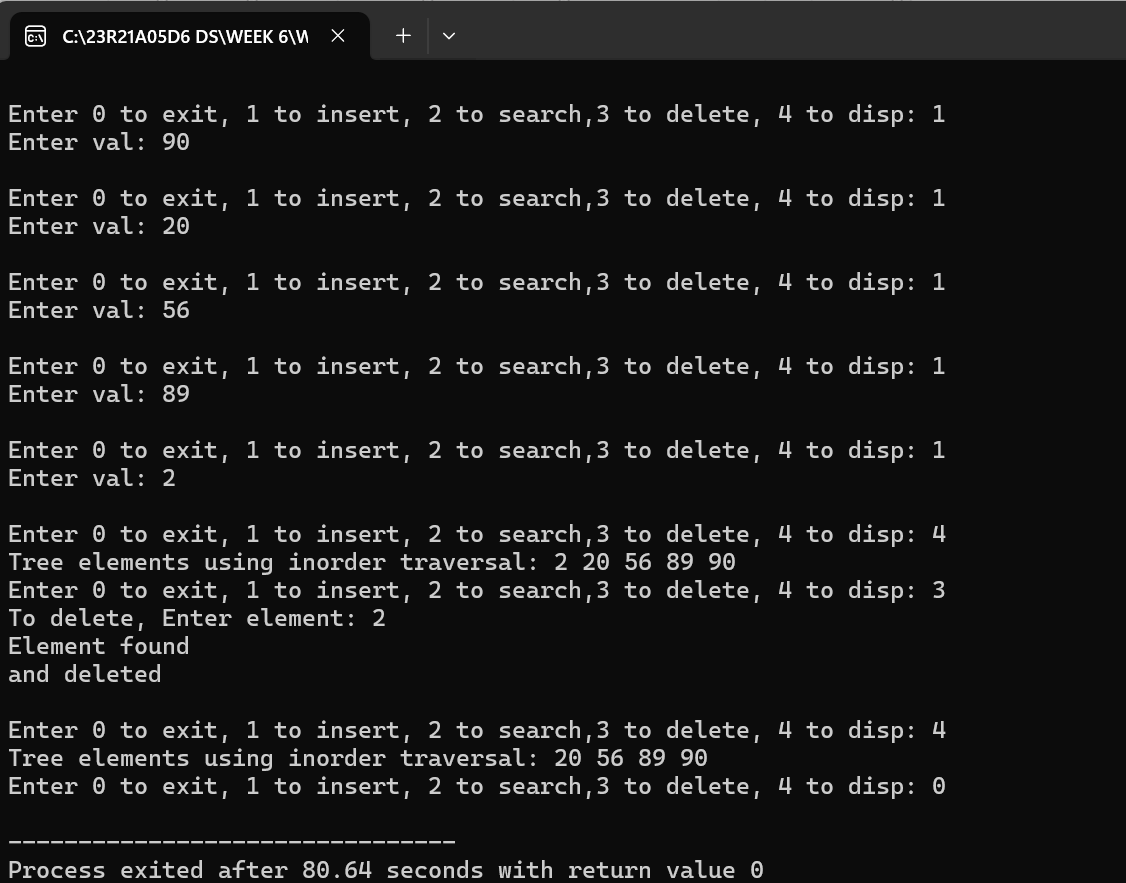 C:\23R21A05D6 DS\WEEK 6\W
Enter 0 to exit, 1 to insert, 2 to search,3 to delete, 4 to disp: 1
Enter val: 90
Enter 0 to exit, 1 to insert, 2 to search,3 to delete, 4 to disp: 1
Enter val: 20
Enter 0 to exit, 1 to insert, 2 to search,3 to delete, 4 to disp: 1
Enter val: 56
Enter 0 to exit, 1 to insert, 2 to search,3 to delete, 4 to disp: 1
Enter val: 89
Enter 0 to exit, 1 to insert, 2 to search,3 to delete, 4 to disp: 1
Enter val: 2
Enter 0 to exit, 1 to insert, 2 to search,3 to delete, 4 to disp: 4
Tree elements using inorder traversal: 2 20 56 89 90
Enter 0 to exit, 1 to insert, 2 to search,3 to delete, 4 to disp: 3
To delete, Enter element: 2
Element found
and deleted
Enter 0 to exit, 1 to insert, 2 to search,3 to delete, 4 to disp: 4
Tree elements using inorder traversal: 20 56 89 90
Enter 0 to exit, 1 to insert, 2 to search,3 to delete, 4 to disp: 0
--------------------------------
Process exited after 80.64 seconds with return value 0